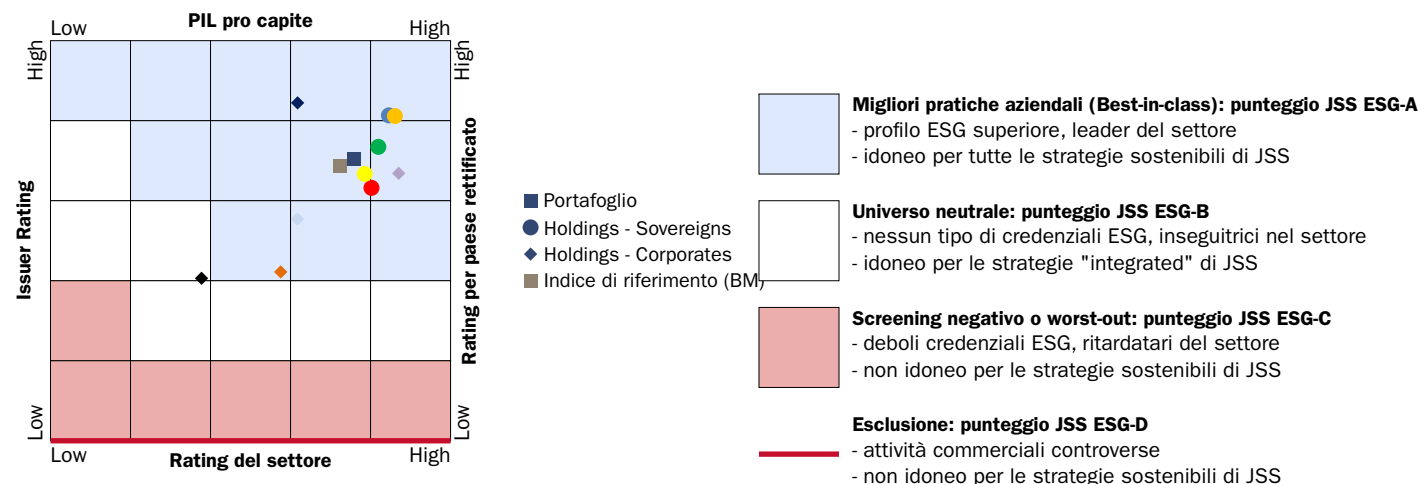 PIL pro capite
Low
High
High
High
Issuer Rating
Rating per paese rettificato
Low
Low
Low
Rating del settore
High
Portafoglio
Holdings - Sovereigns
Holdings - Corporates
Indice di riferimento (BM)
Migliori pratiche aziendali (Best-in-class): punteggio JSS ESG-A
- profilo ESG superiore, leader del settore
- idoneo per tutte le strategie sostenibili di JSS
Universo neutrale: punteggio JSS ESG-B
- nessun tipo di credenziali ESG, inseguitrici nel settore
- idoneo per le strategie "integrated" di JSS
Screening negativo o worst-out: punteggio JSS ESG-C
- deboli credenziali ESG, ritardatari del settore
- non idoneo per le strategie sostenibili di JSS
Esclusione: punteggio JSS ESG-D
- attività commerciali controverse
- non idoneo per le strategie sostenibili di JSS